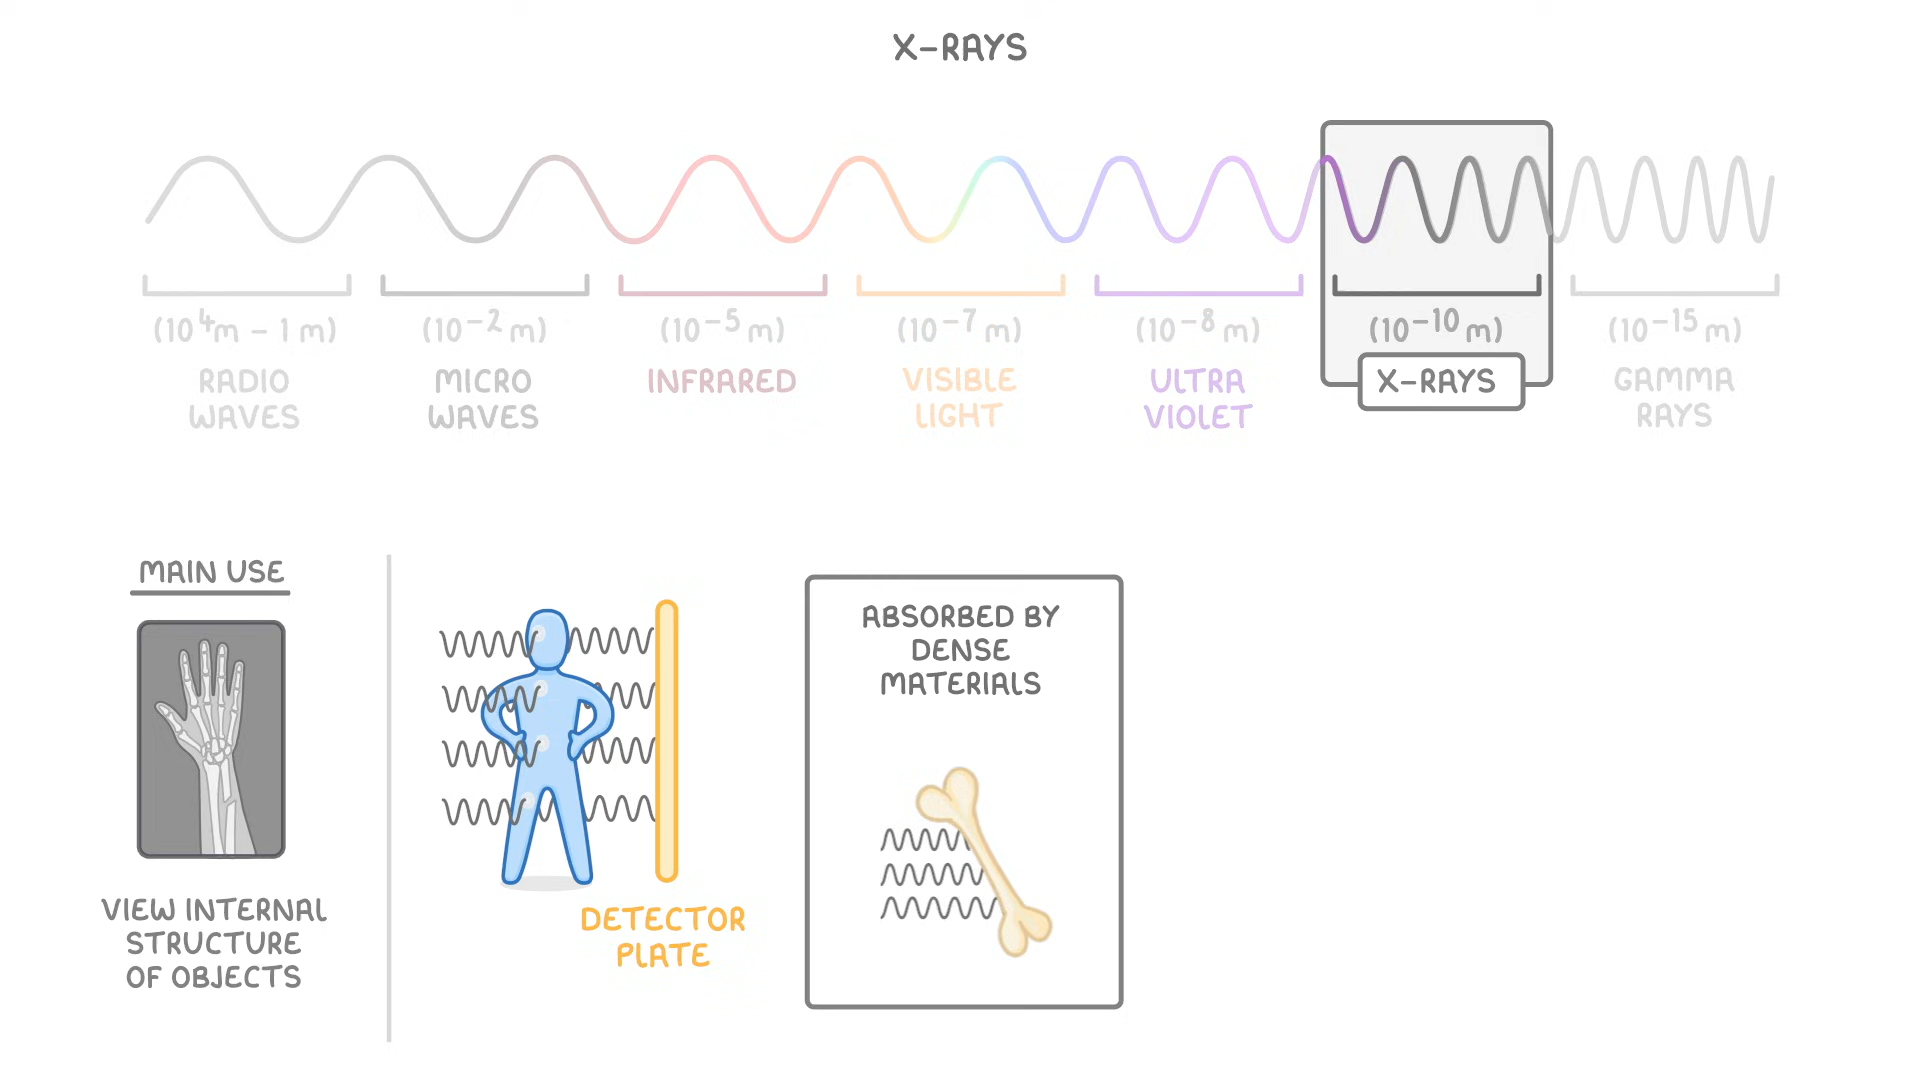 X-RAYS
(10⁴m – 1 m)
(10⁻² m)
(10⁻⁵ m)
(10⁻⁷ m)
(10⁻⁸ m)
(10⁻¹⁰ m)
(10⁻¹⁵ m)
RADIO
WAVES
MICRO
WAVES
INFRARED
VISIBLE
LIGHT
ULTRA
VIOLET
X-RAYS
GAMMA
RAYS
MAIN USE
VIEW INTERNAL
STRUCTURE
OF OBJECTS
DETECTOR
PLATE
ABSORBED BY
DENSE
MATERIALS